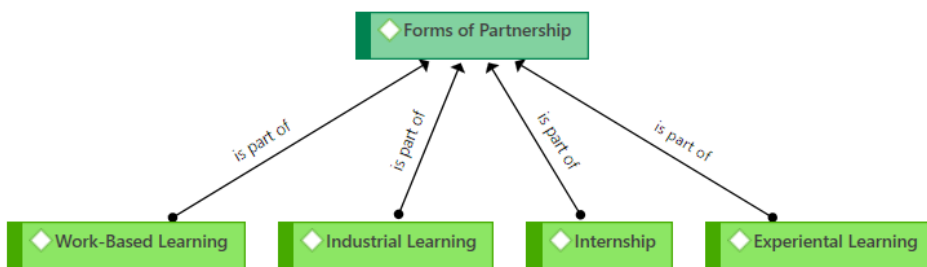 Forms of Partnership
is part of
is part of
is part of
is part of
Work-Based Learning
Industrial Learning
Internship
Experiental Learning